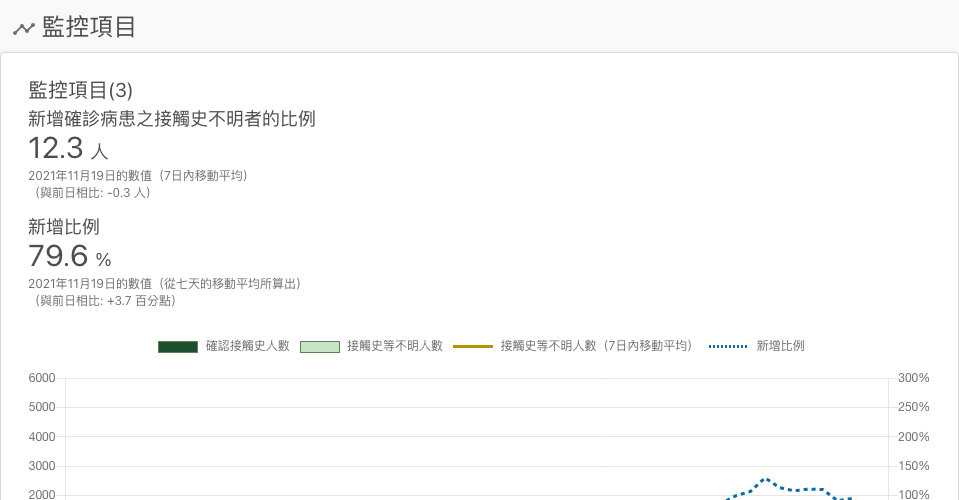 監控項目
監控項目(3)
新增確診病患之接觸史不明者的比例
12.3 人
2021年11月19日的數值（7日內移動平均）
（與前日相比: -0.3 人）
新增比例
79.6 %
2021年11月19日的數值（從七天的移動平均所算出）
（與前日相比: +3.7 百分點）
確認接觸史人數 接觸史等不明人數 接觸史等不明人數（7日內移動平均） 新增比例
6000 300%
5000 250%
4000 200%
3000 150%
2000 100%